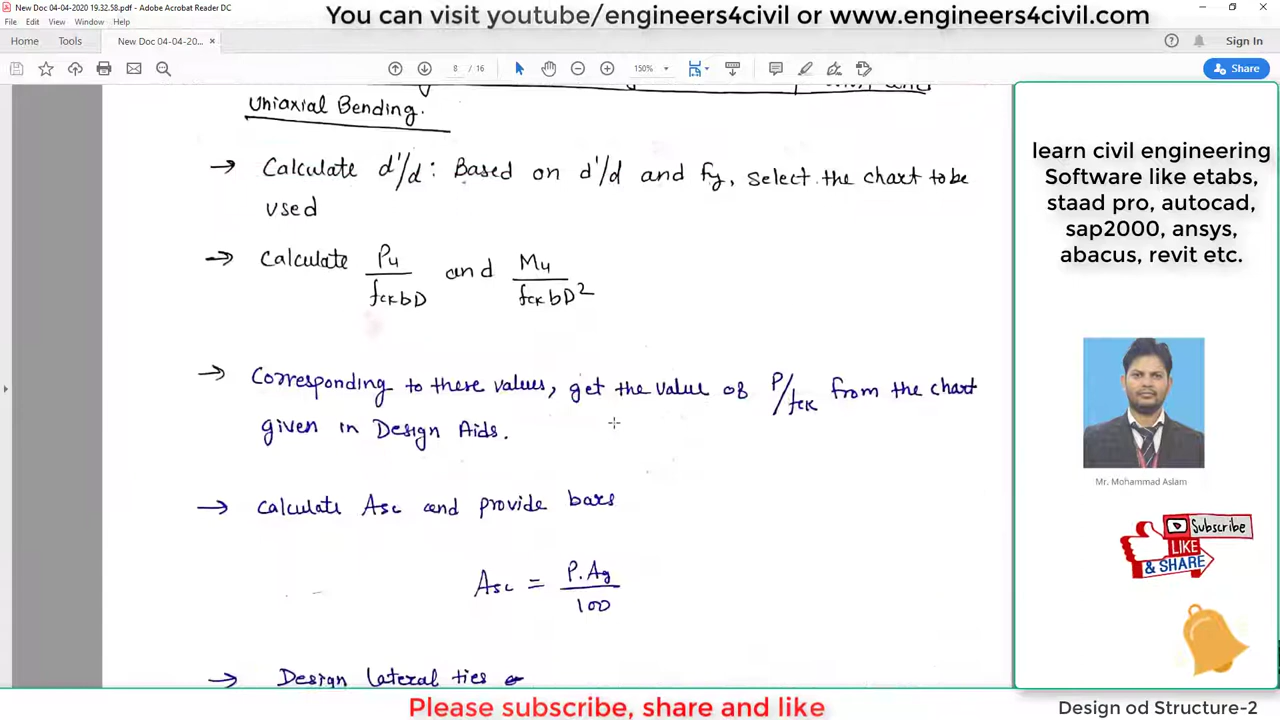 You can visit youtube/engineers4civil or www.engineers4civil.com
New Doc 04-04-2020 19.32.58.pdf - Adobe Acrobat Reader DC
File Edit View Window Help
Home Tools New Doc 04-04-20... × Sign In
8 / 16 150% Share
Uniaxial Bending.
→ Calculate d'/d : Based on d'/d and fy, select the chart to be
used
→ Calculate Pu/fckbD and Mu/fckbD²
→ Corresponding to these values, get the value of P/fck from the chart
given in Design Aids.
→ Calculate Asc and provide bars
Asc = P.Ag/100
→ Design lateral ties
learn civil engineering
Software like etabs,
staad pro, autocad,
sap2000, ansys,
abacus, revit etc.
Mr. Mohammad Aslam
Subscribe
LIKE
& SHARE
Please subscribe, share and like
Design od Structure-2